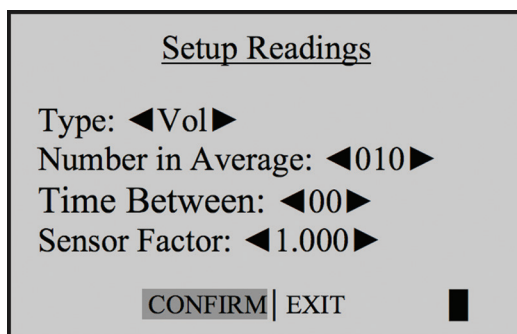 Setup Readings
Type: ◀Vol▶
Number in Average: ◀010▶
Time Between: ◀00▶
Sensor Factor: ◀1.000▶
CONFIRM| EXIT